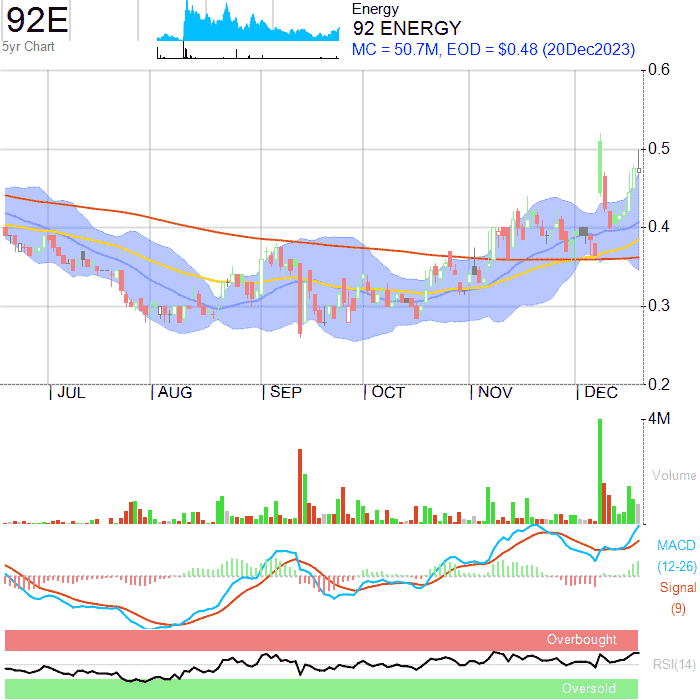 92E
5yr Chart
Energy
92 ENERGY
MC = 50.7M, EOD = $0.48 (20Dec2023)
0.6
0.5
0.4
0.3
0.2
JUL AUG SEP OCT NOV DEC
4M
Volume
MACD
(12-26)
Signal
(9)
Overbought
RSI(14)
Oversold